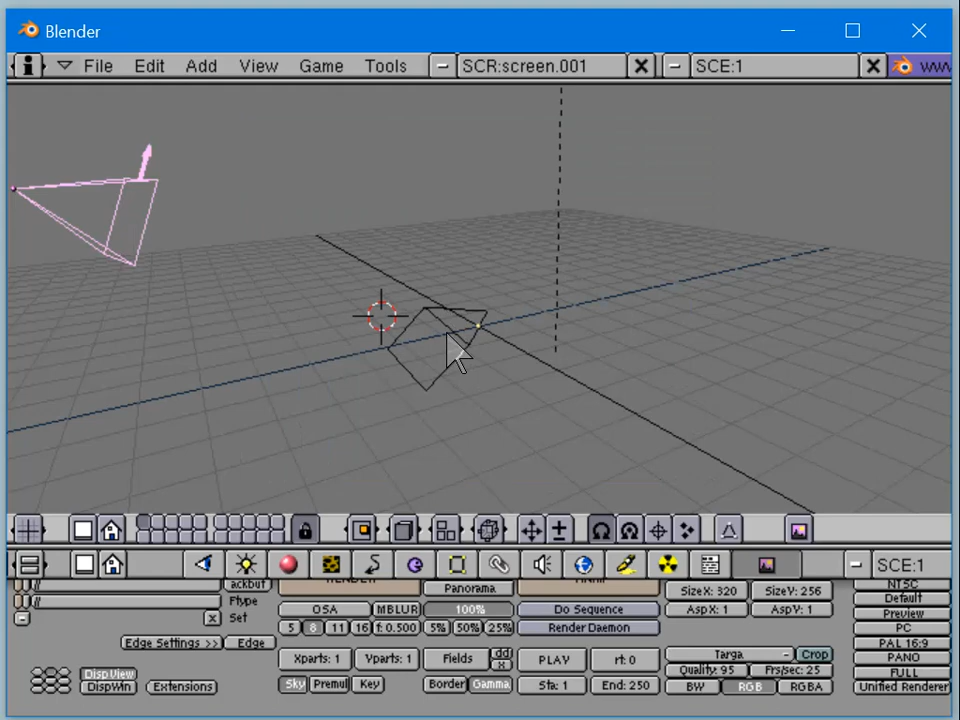 Blender
File Edit Add View Game Tools SCR:screen.001 SCE:1
SCE:1
ackbuf
Ftype
Set
Edge Settings >> Edge
DispView
DispWin Extensions
Panorama
OSA MBLUR 100% Do Sequence
5 8 11 16 f: 0.500 5% 50% 25% Render Daemon
Xparts: 1 Yparts: 1 Fields dd x PLAY rt: 0
Sky Premul Key Border Gamma Sta: 1 End: 250
SizeX: 320 SizeY: 256
AspX: 1 AspY: 1
Targa Crop
Quality: 95 Frs/sec: 25
BW RGB RGBA
NTSC
Default
Preview
PC
PAL 16:9
PANO
FULL
Unified Renderer